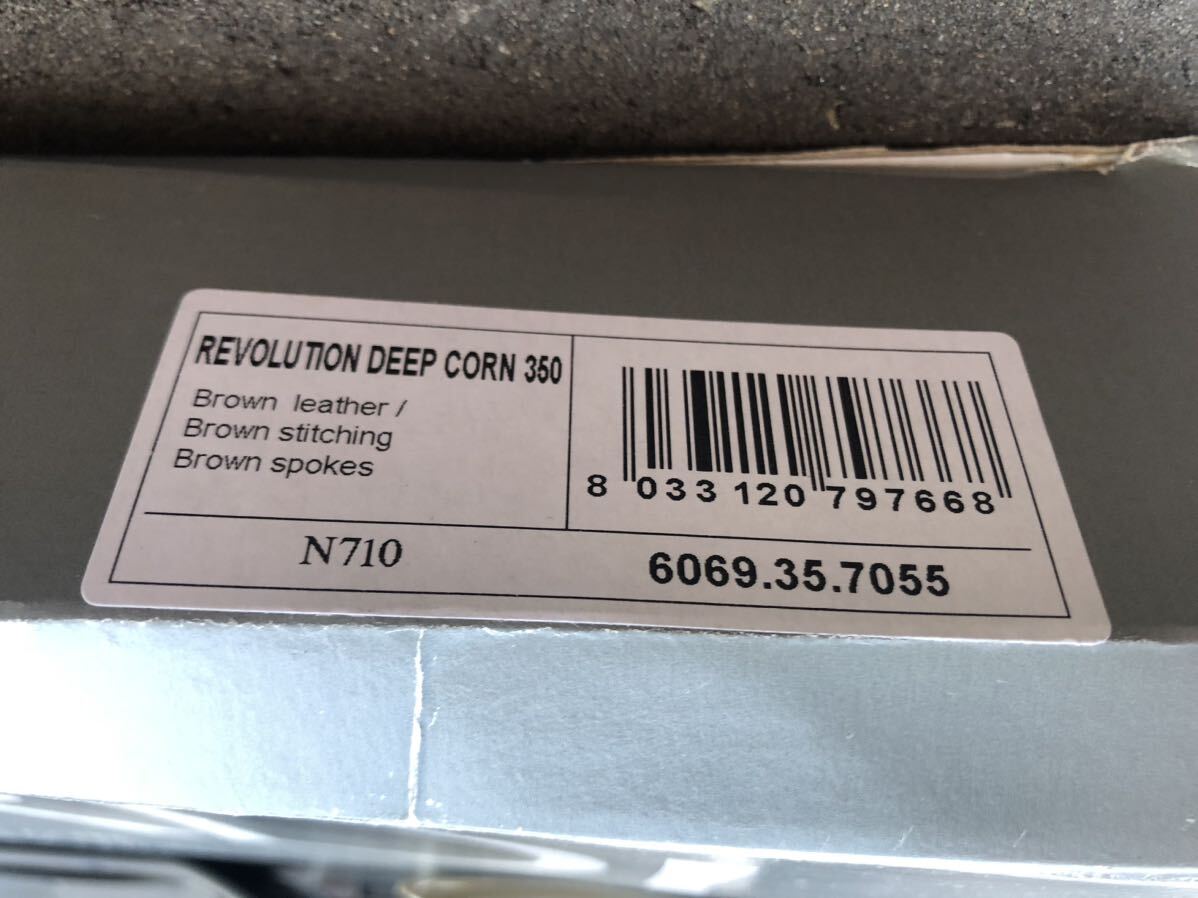 REVOLUTION DEEP CORN 350
Brown leather /
Brown stitching
Brown spokes
8 033120 797668
N710
6069.35.7055